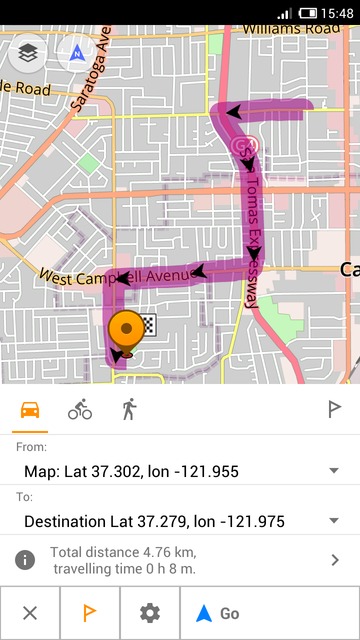 15:48
Williams Road
Saratoga Ave
de Road
G4
Tomas Expressway
West Campbell Avenue
Ca
From:
Map: Lat 37.302, lon -121.955
To:
Destination Lat 37.279, lon -121.975
Total distance 4.76 km,
travelling time 0 h 8 m.
Go